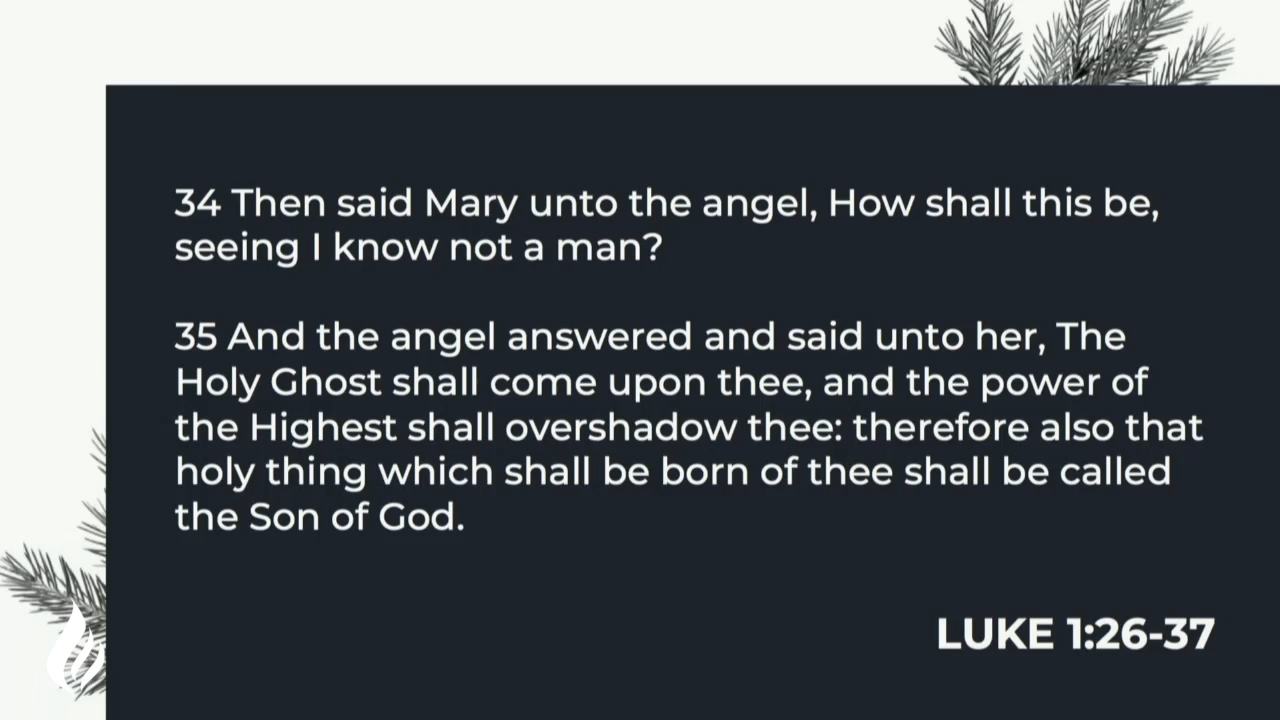 34 Then said Mary unto the angel, How shall this be,
seeing I know not a man?
35 And the angel answered and said unto her, The
Holy Ghost shall come upon thee, and the power of
the Highest shall overshadow thee: therefore also that
holy thing which shall be born of thee shall be called
the Son of God.
LUKE 1:26-37